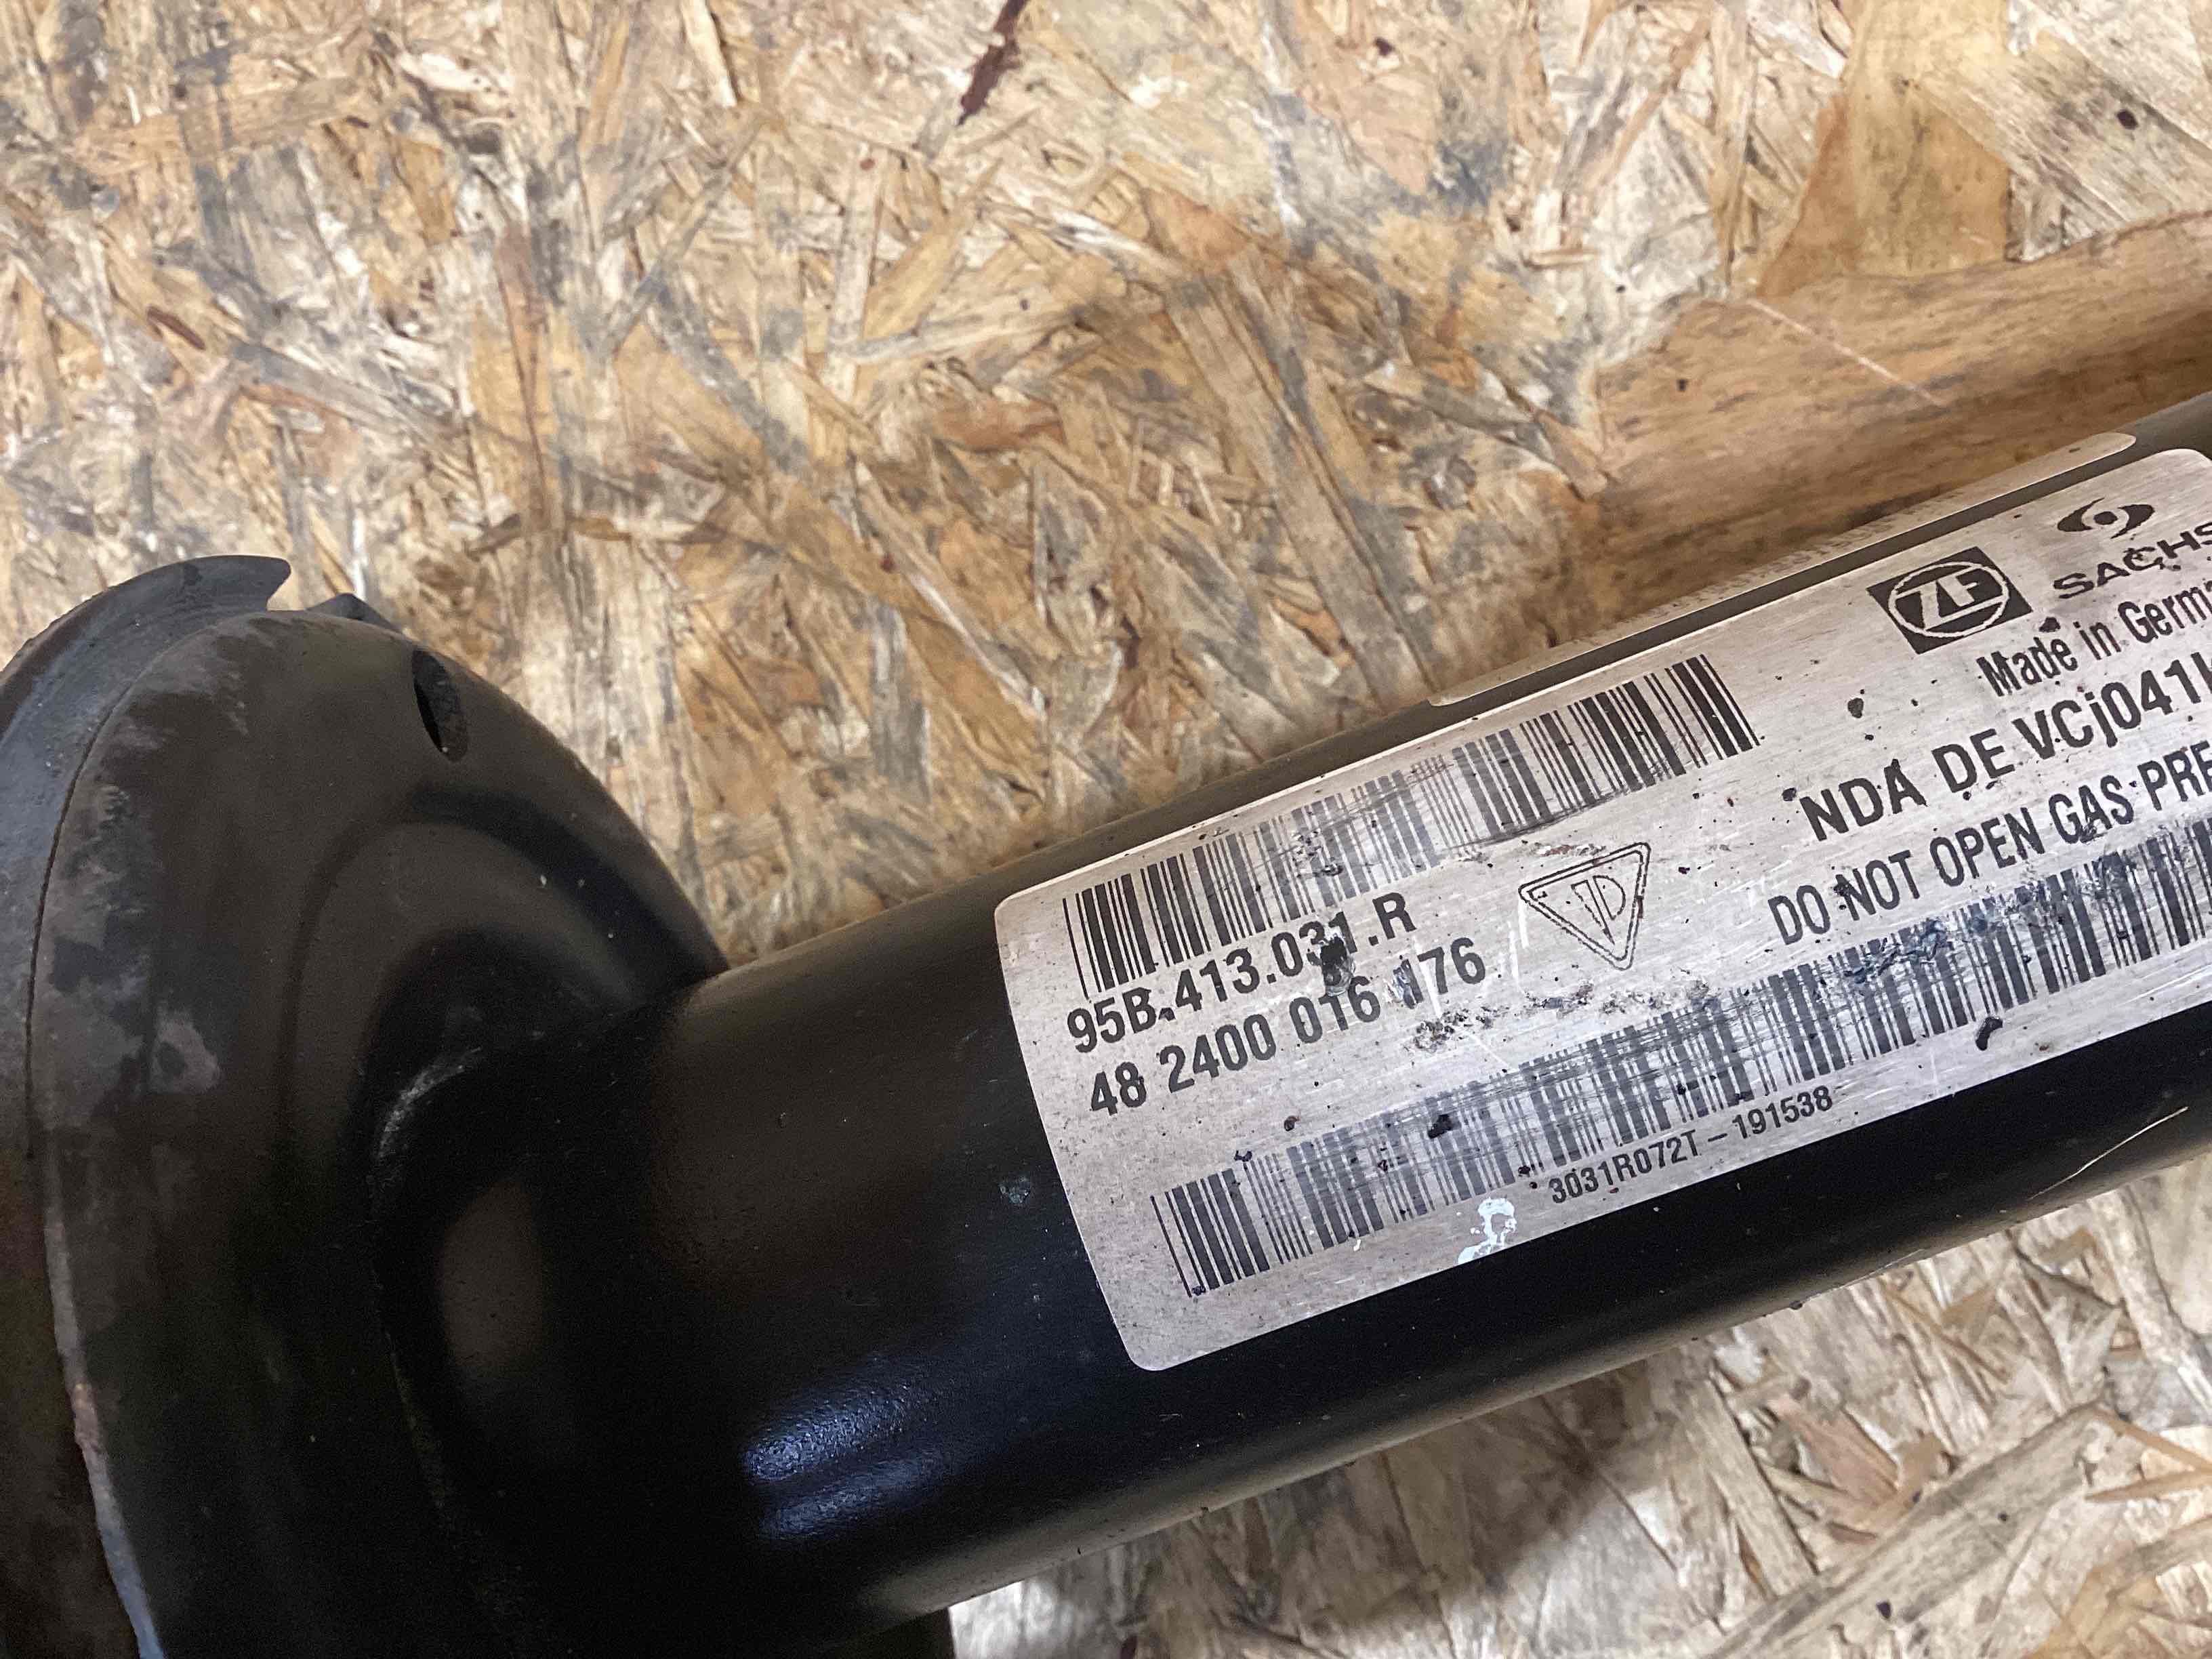 ZF
SACHS
Made in Germ
NDA DE VCj041
DO NOT OPEN GAS PRE
95B.413.031.R
48 2400 016 176
3031R072T – 191538